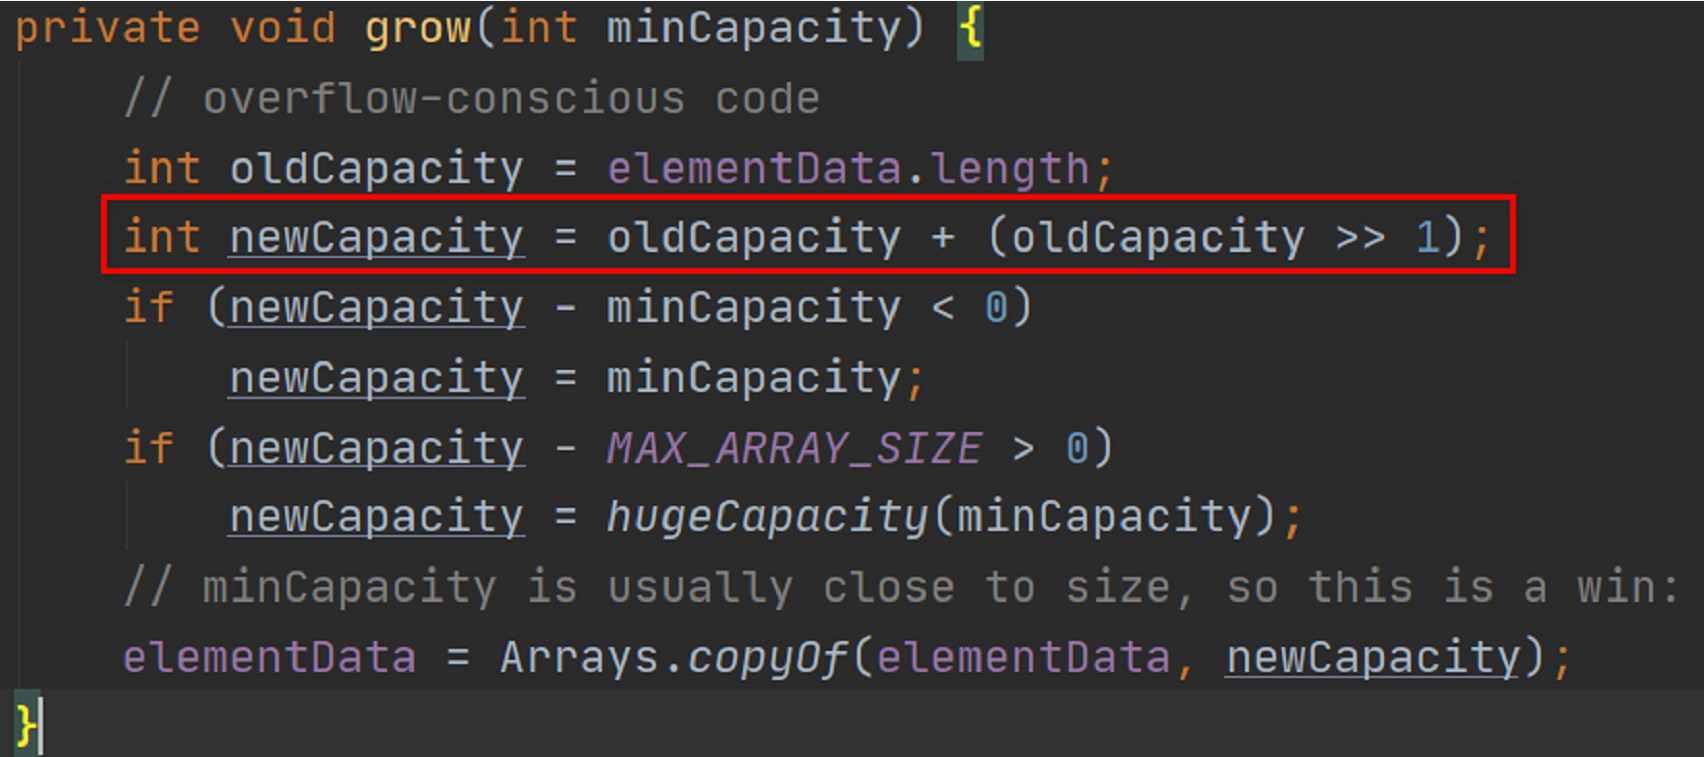 private void grow(int minCapacity) {
// overflow-conscious code
int oldCapacity = elementData.length;
int newCapacity = oldCapacity + (oldCapacity >> 1);
if (newCapacity - minCapacity < 0)
newCapacity = minCapacity;
if (newCapacity - MAX_ARRAY_SIZE > 0)
newCapacity = hugeCapacity(minCapacity);
// minCapacity is usually close to size, so this is a win:
elementData = Arrays.copyOf(elementData, newCapacity);
}